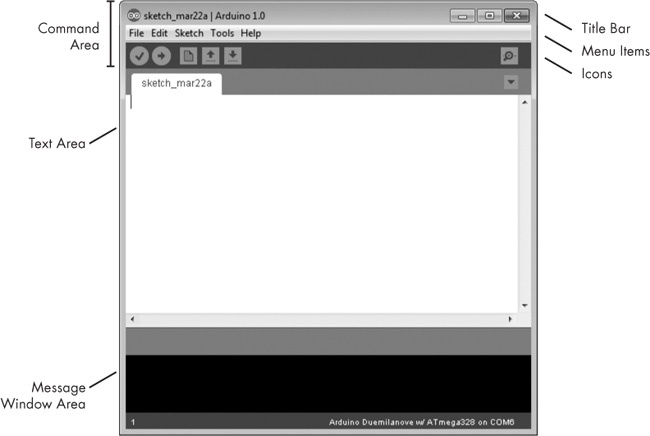 Command
Area
sketch_mar22a | Arduino 1.0
Title Bar
File Edit Sketch Tools Help
Menu Items
Icons
sketch_mar22a
Text Area
Message
Window Area
1
Arduino Duemilanove w/ ATmega328 on COM6